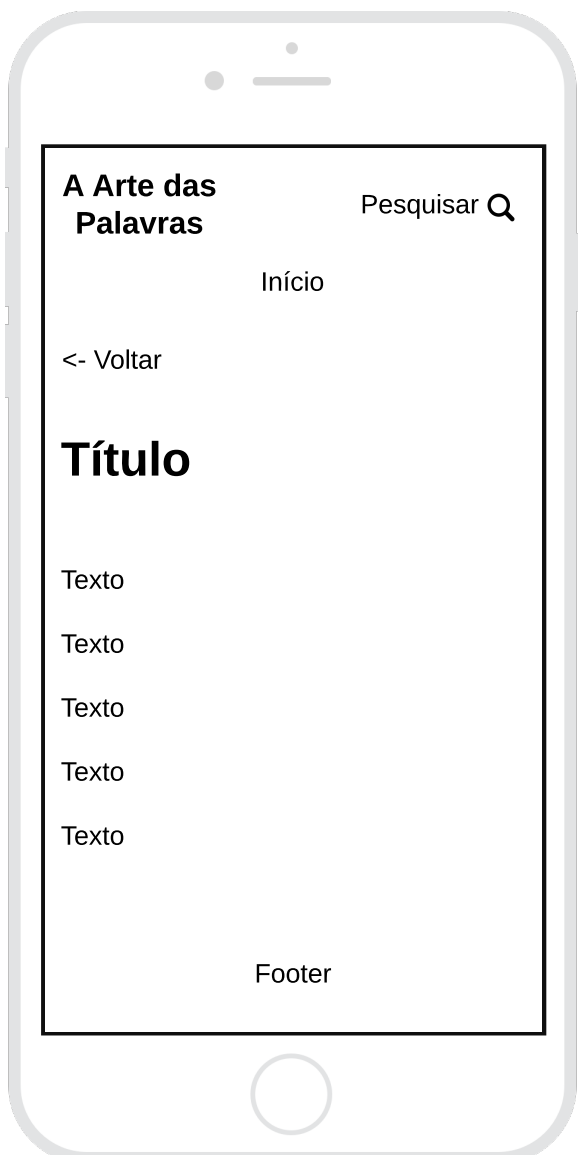 A Arte das
Palavras
Pesquisar
Início
<- Voltar
Título
Texto
Texto
Texto
Texto
Texto
Footer